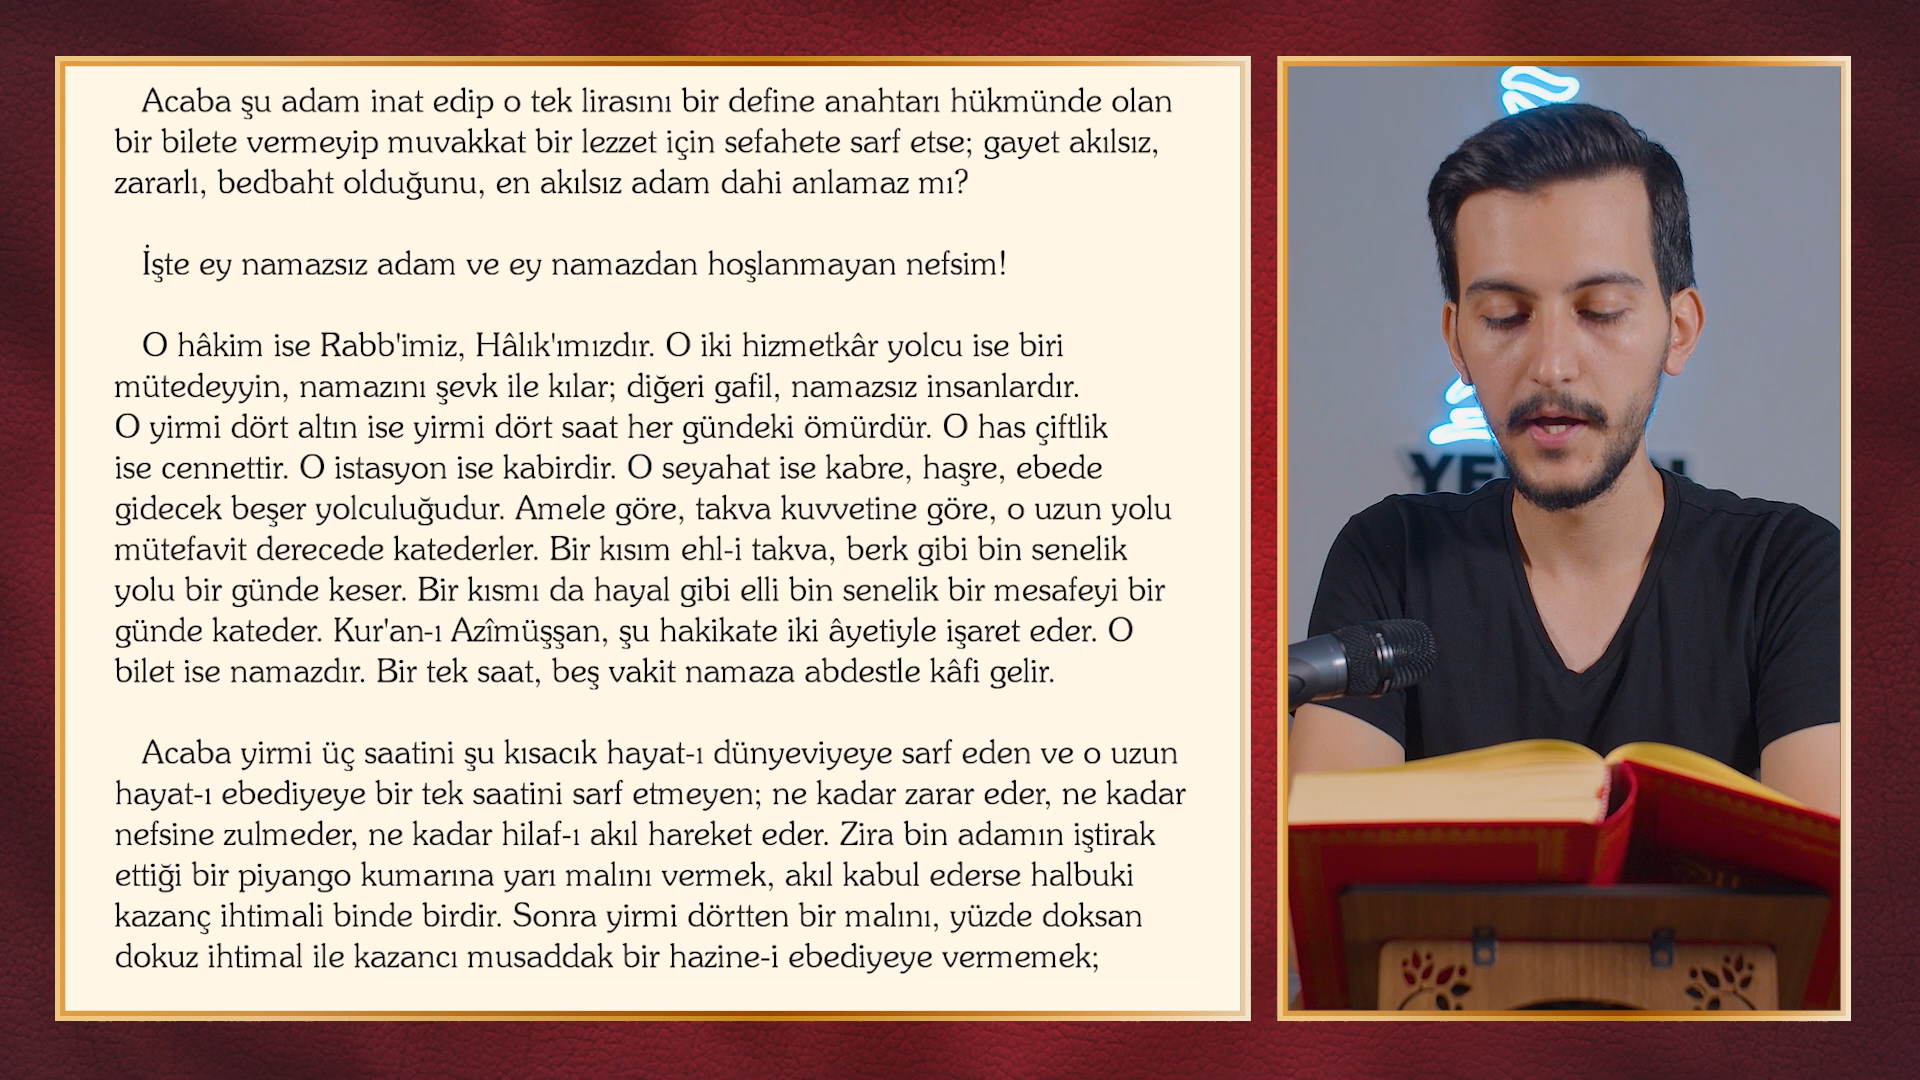 Acaba şu adam inat edip o tek lirasını bir define anahtarı hükmünde olan
bir bilete vermeyip muvakkat bir lezzet için sefahete sarf etse; gayet akılsız,
zararlı, bedbaht olduğunu, en akılsız adam dahi anlamaz mı?
İşte ey namazsız adam ve ey namazdan hoşlanmayan nefsim!
O hâkim ise Rabb'imiz, Hâlık'ımızdır. O iki hizmetkâr yolcu ise biri
mütedeyyin, namazını şevk ile kılar; diğeri gafil, namazsız insanlardır.
O yirmi dört altın ise yirmi dört saat her gündeki ömürdür. O has çiftlik
ise cennettir. O istasyon ise kabirdir. O seyahat ise kabre, haşre, ebede
gidecek beşer yolculuğudur. Amele göre, takva kuvvetine göre, o uzun yolu
mütefavit derecede katederler. Bir kısım ehl-i takva, berk gibi bin senelik
yolu bir günde keser. Bir kısmı da hayal gibi elli bin senelik bir mesafeyi bir
günde kateder. Kur'an-ı Azîmüşşan, şu hakikate iki âyetiyle işaret eder. O
bilet ise namazdır. Bir tek saat, beş vakit namaza abdestle kâfi gelir.
Acaba yirmi üç saatini şu kısacık hayat-ı dünyeviyeye sarf eden ve o uzun
hayat-ı ebediyeye bir tek saatini sarf etmeyen; ne kadar zarar eder, ne kadar
nefsine zulmeder, ne kadar hilaf-ı akıl hareket eder. Zira bin adamın iştirak
ettiği bir piyango kumarına yarı malını vermek, akıl kabul ederse halbuki
kazanç ihtimali binde birdir. Sonra yirmi dörtten bir malını, yüzde doksan
dokuz ihtimal ile kazancı musaddak bir hazine-i ebediyeye vermemek;